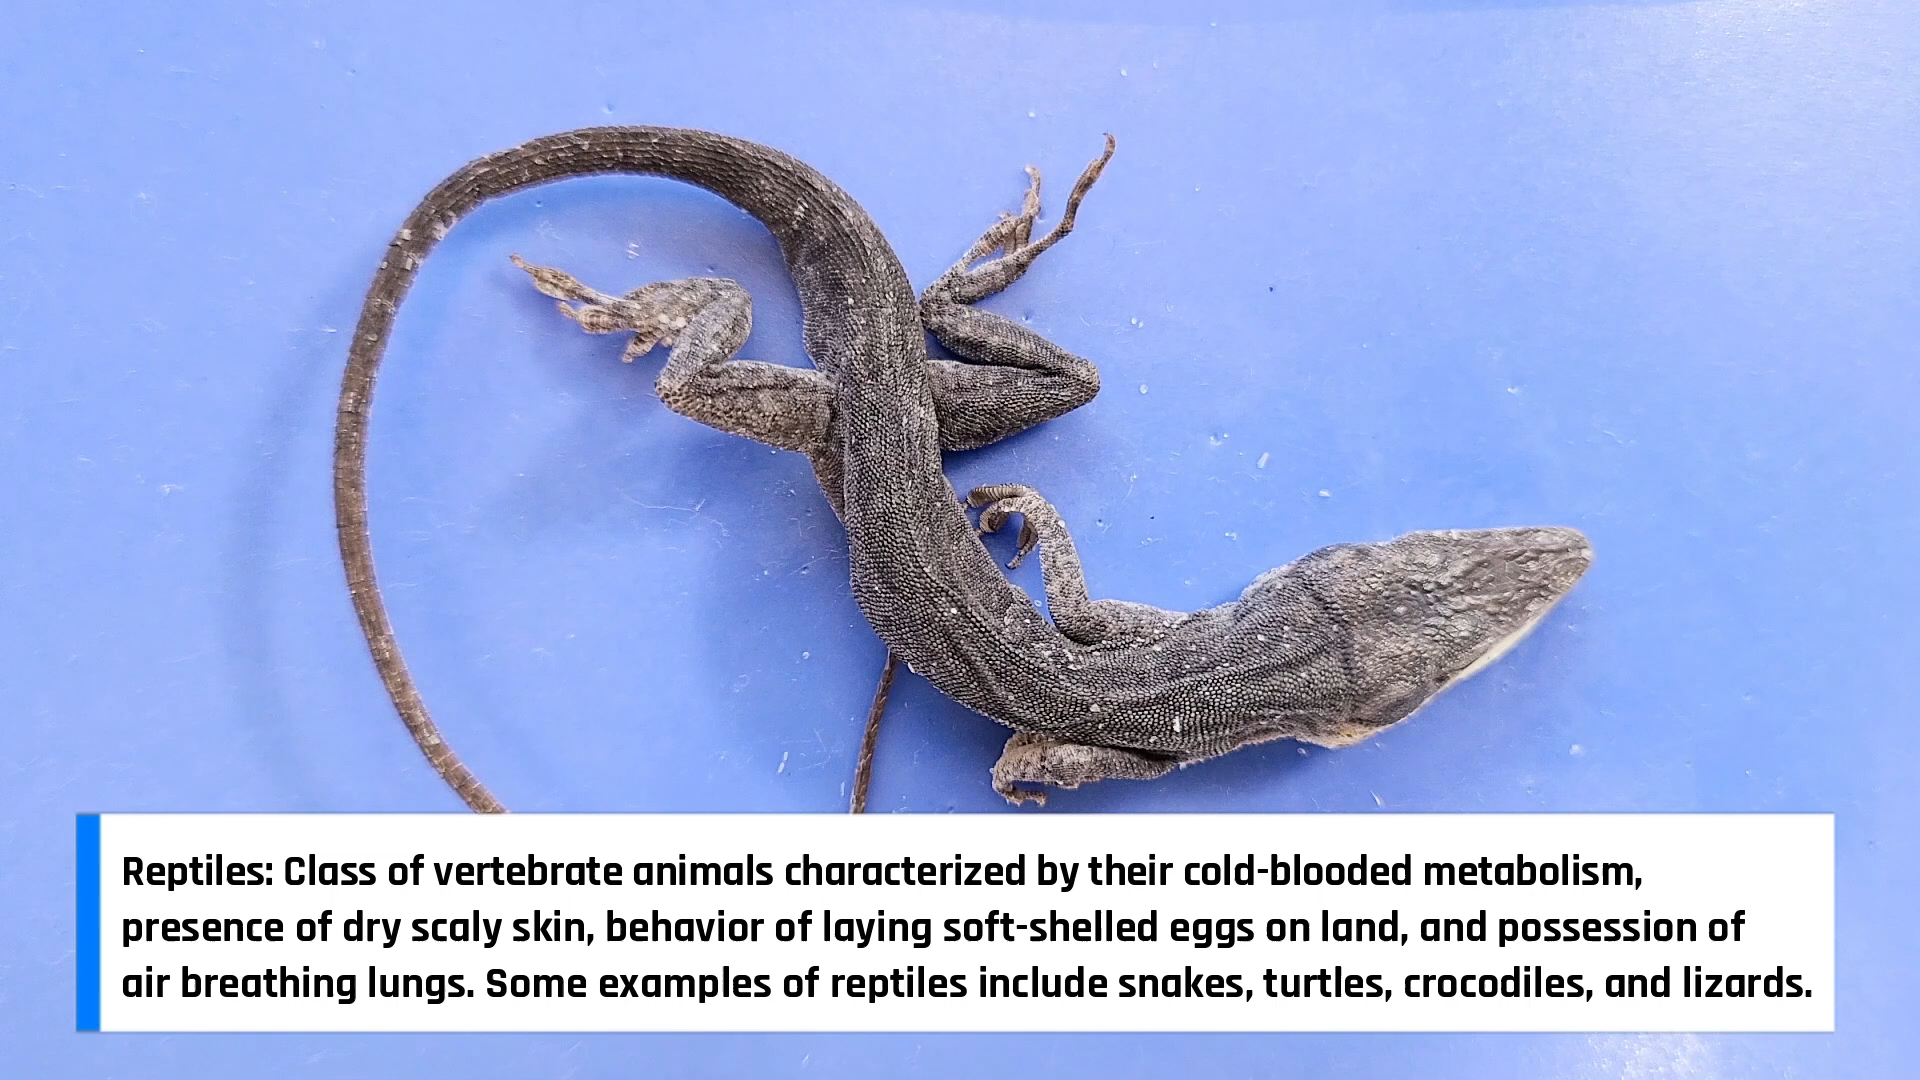 Reptiles: Class of vertebrate animals characterized by their cold-blooded metabolism,
presence of dry scaly skin, behavior of laying soft-shelled eggs on land, and possession of
air breathing lungs. Some examples of reptiles include snakes, turtles, crocodiles, and lizards.